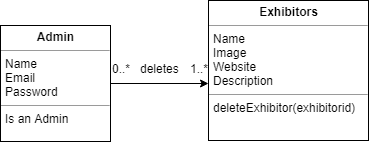 Admin
Name
Email
Password
Is an Admin
0..* deletes 1..*
Exhibitors
Name
Image
Website
Description
deleteExhibitor(exhibitorid)